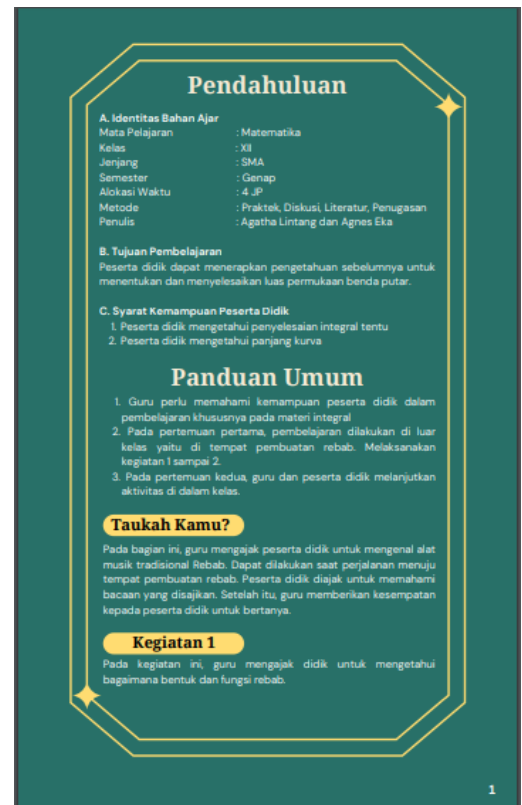 Pendahuluan
A. Identitas Bahan Ajar
Mata Pelajaran : Matematika
Kelas : XII
Jenjang : SMA
Semester : Genap
Alokasi Waktu : 4 JP
Metode : Praktek, Diskusi, Literatur, Penugasan
Penulis : Agatha Lintang dan Agnes Eka
B. Tujuan Pembelajaran
Peserta didik dapat menerapkan pengetahuan sebelumnya untuk
menentukan dan menyelesaikan luas permukaan benda putar.
C. Syarat Kemampuan Peserta Didik
1. Peserta didik mengetahui penyelesaian integral tentu
2. Peserta didik mengetahui panjang kurva
Panduan Umum
1. Guru perlu memahami kemampuan peserta didik dalam
pembelajaran khususnya pada materi integral
2. Pada pertemuan pertama, pembelajaran dilakukan di luar
kelas yaitu di tempat pembuatan rebab. Melaksanakan
kegiatan 1 sampai 2.
3. Pada pertemuan kedua, guru dan peserta didik melanjutkan
aktivitas di dalam kelas.
Taukah Kamu?
Pada bagian ini, guru mengajak peserta didik untuk mengenal alat
musik tradisional Rebab. Dapat dilakukan saat perjalanan menuju
tempat pembuatan rebab. Peserta didik diajak untuk memahami
bacaan yang disajikan. Setelah itu, guru memberikan kesempatan
kepada peserta didik untuk bertanya.
Kegiatan 1
Pada kegiatan ini, guru mengajak didik untuk mengetahui
bagaimana bentuk dan fungsi rebab.
1